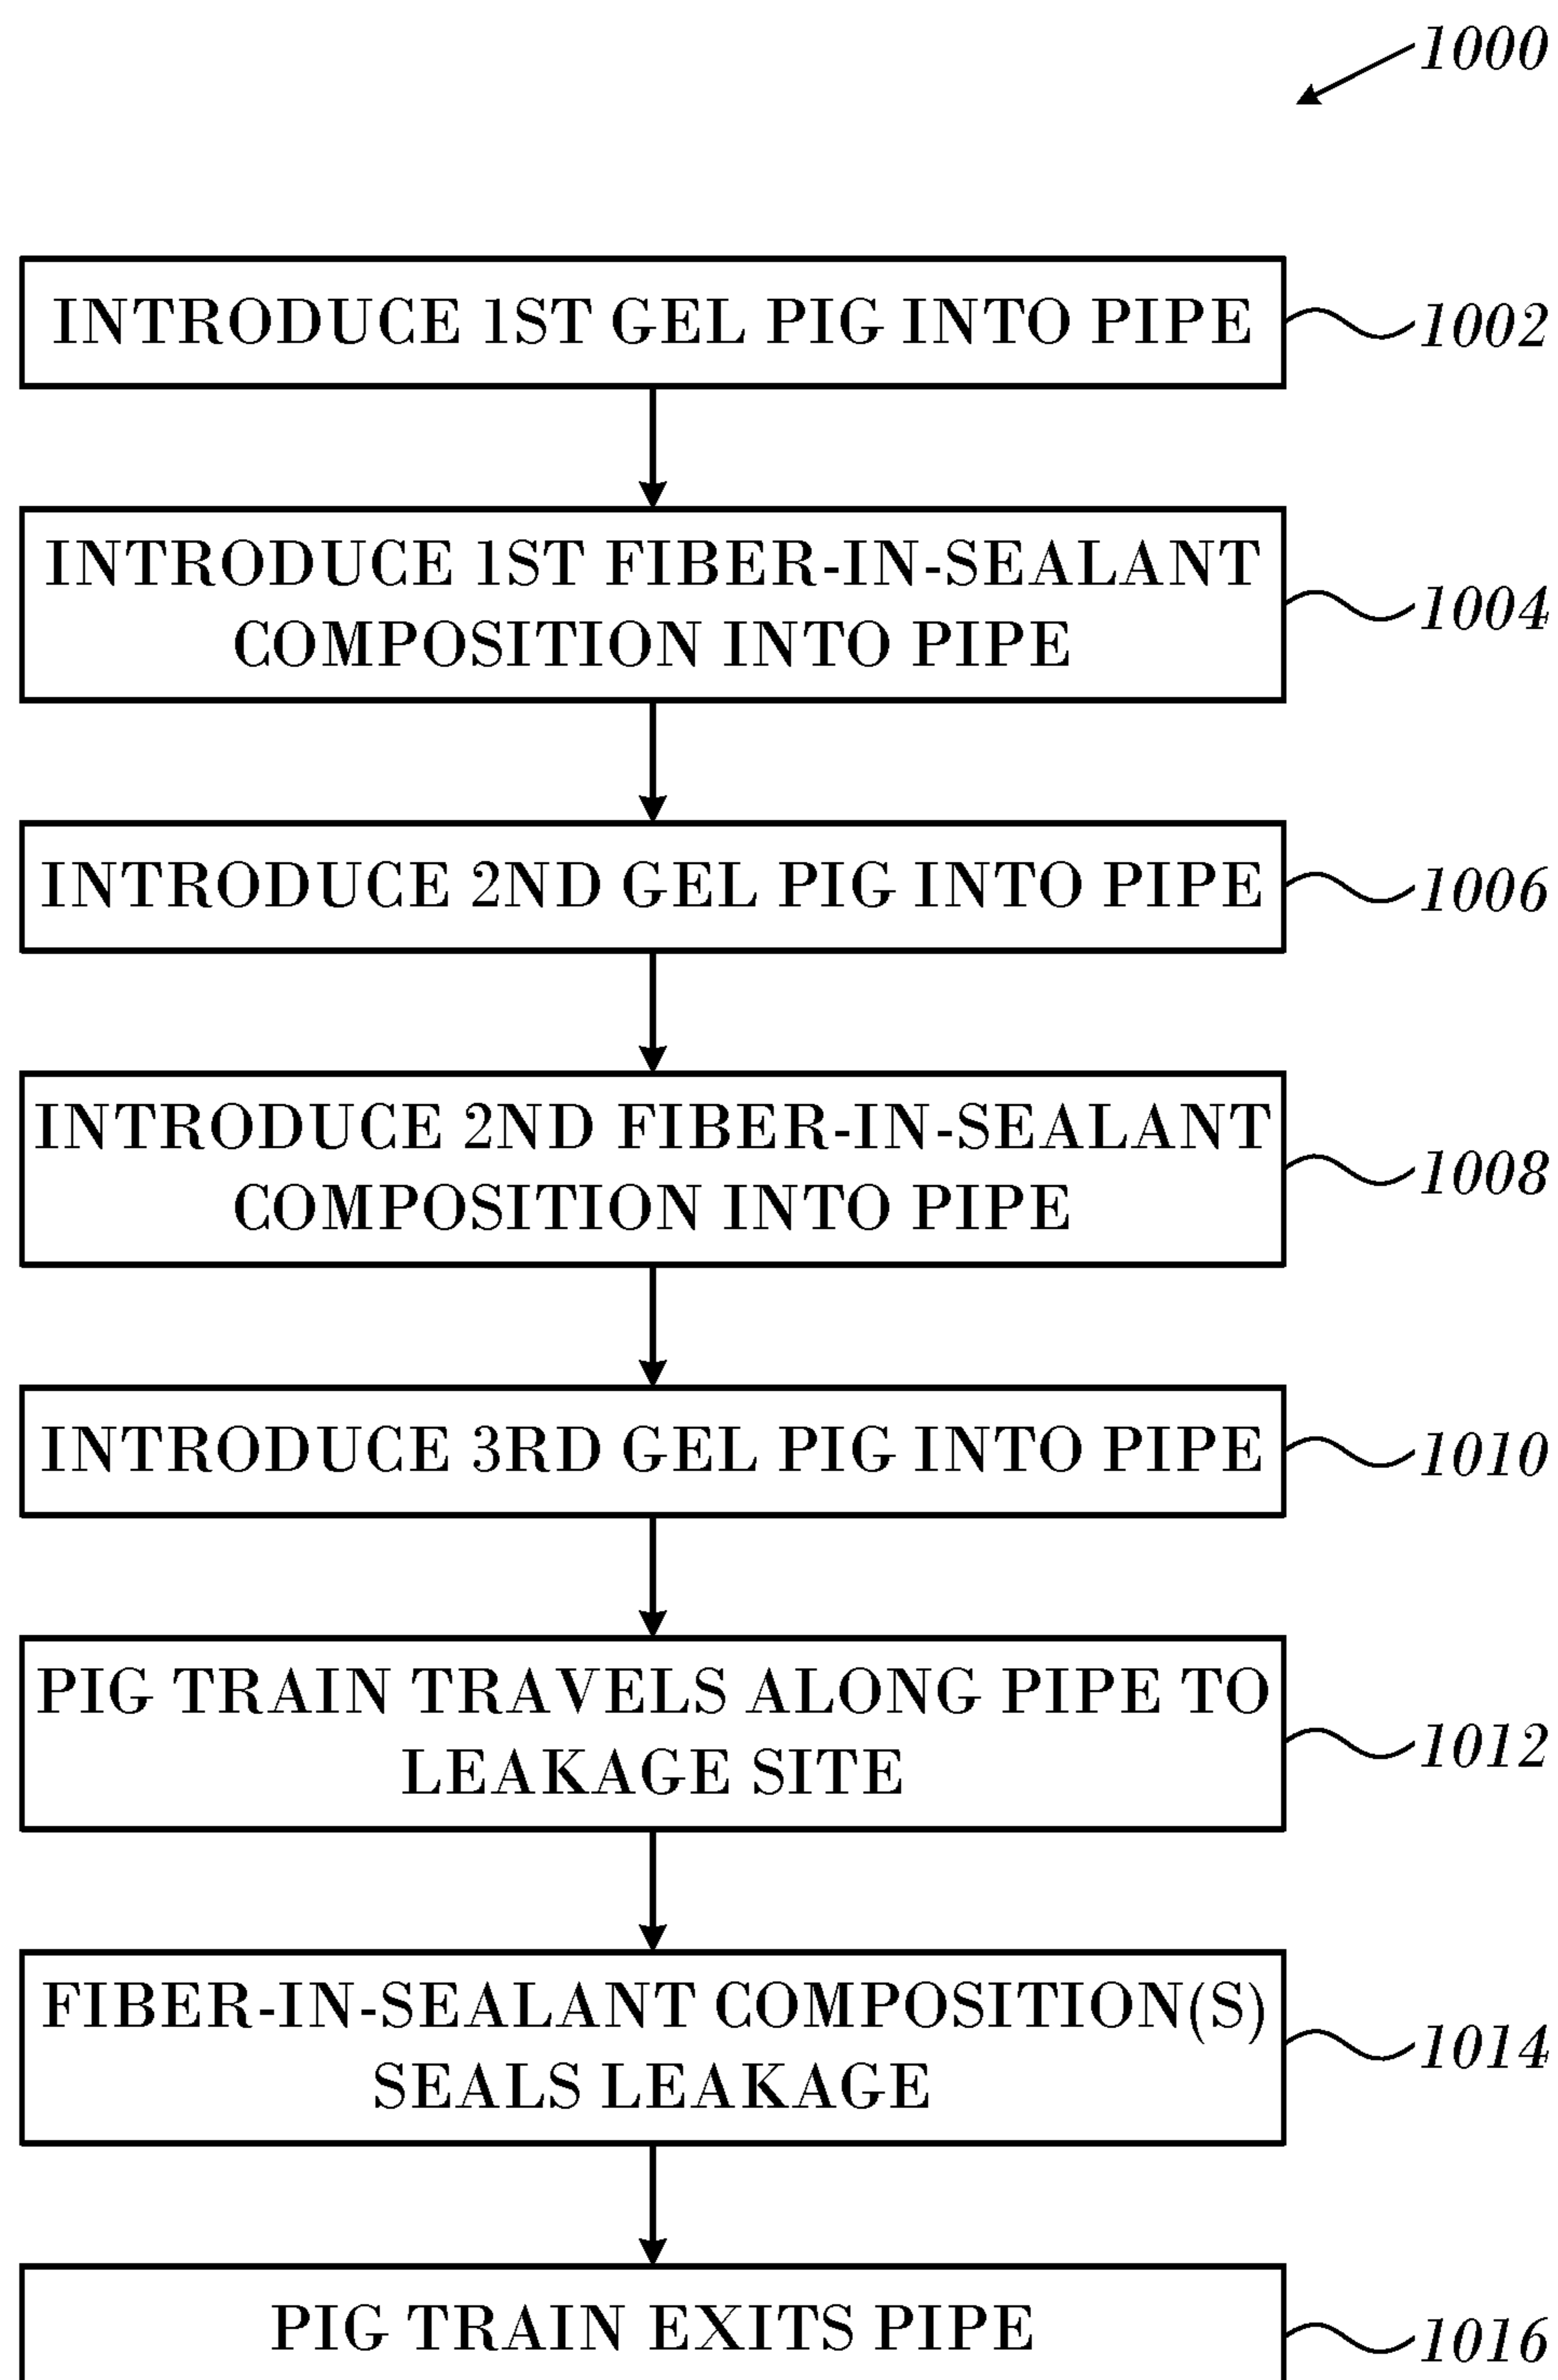 1000
INTRODUCE 1ST GEL PIG INTO PIPE
1002
INTRODUCE 1ST FIBER-IN-SEALANT
COMPOSITION INTO PIPE
1004
INTRODUCE 2ND GEL PIG INTO PIPE
1006
INTRODUCE 2ND FIBER-IN-SEALANT
COMPOSITION INTO PIPE
1008
INTRODUCE 3RD GEL PIG INTO PIPE
1010
PIG TRAIN TRAVELS ALONG PIPE TO
LEAKAGE SITE
1012
FIBER-IN-SEALANT COMPOSITION(S)
SEALS LEAKAGE
1014
PIG TRAIN EXITS PIPE
1016